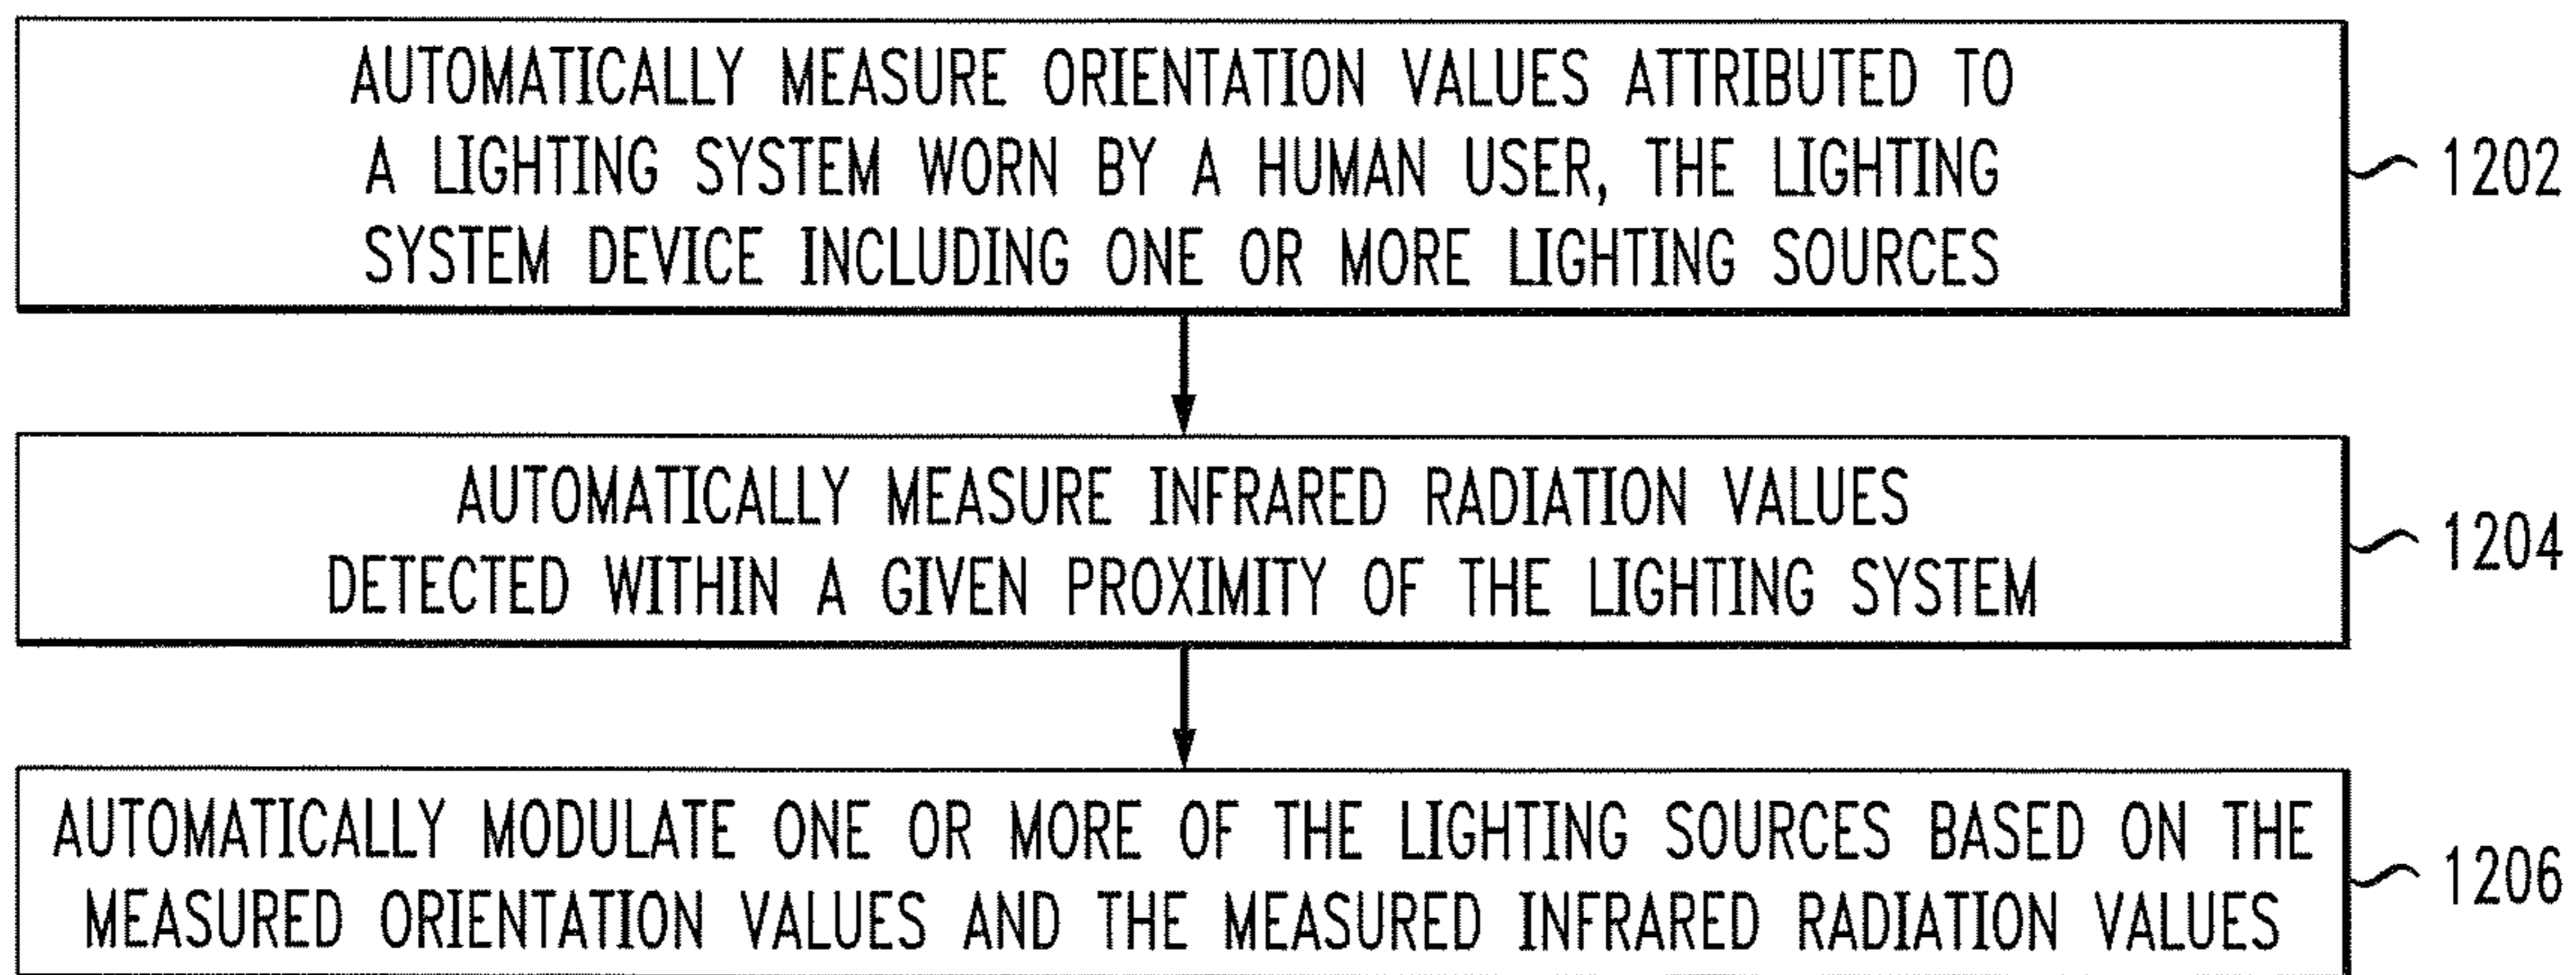 AUTOMATICALLY MEASURE ORIENTATION VALUES ATTRIBUTED TO
A LIGHTING SYSTEM WORN BY A HUMAN USER, THE LIGHTING
SYSTEM DEVICE INCLUDING ONE OR MORE LIGHTING SOURCES
1202
AUTOMATICALLY MEASURE INFRARED RADIATION VALUES
DETECTED WITHIN A GIVEN PROXIMITY OF THE LIGHTING SYSTEM
1204
AUTOMATICALLY MODULATE ONE OR MORE OF THE LIGHTING SOURCES BASED ON THE
MEASURED ORIENTATION VALUES AND THE MEASURED INFRARED RADIATION VALUES
1206